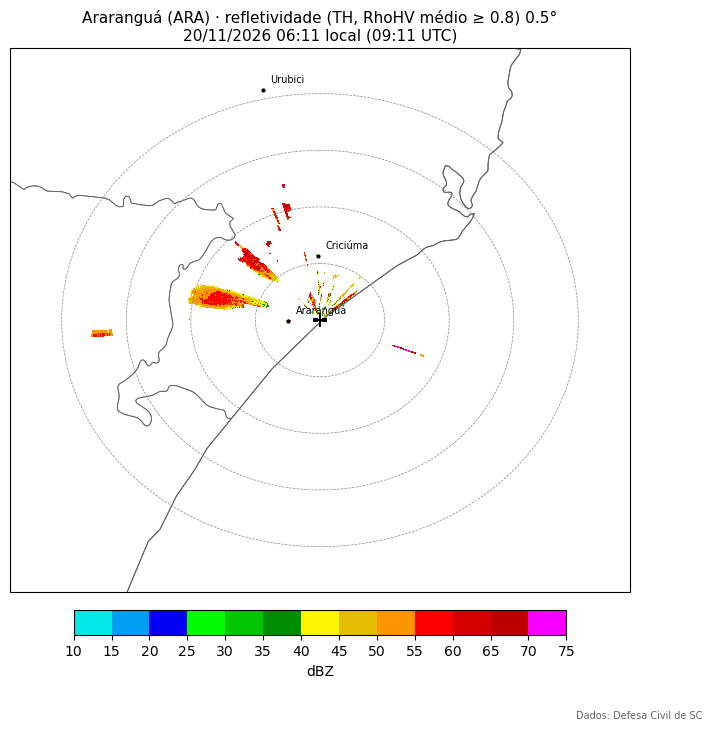 Araranguá (ARA) · refletividade (TH, RhoHV médio ≥ 0.8) 0.5°
20/11/2026 06:11 local (09:11 UTC)
Urubici
Criciúma
Araranguá
10 15 20 25 30 35 40 45 50 55 60 65 70 75
dBZ
Dados: Defesa Civil de SC